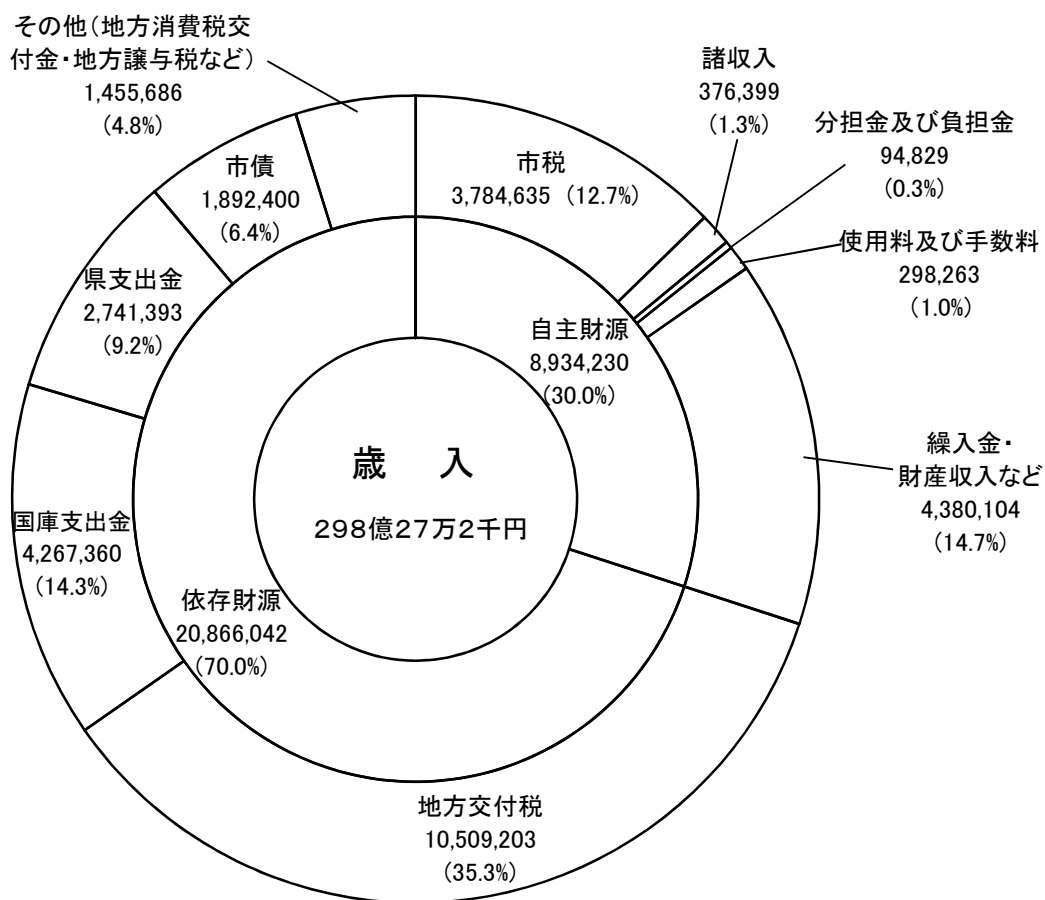 その他（地方消費税交
付金・地方譲与税など）
1,455,686
（4.8%）
諸収入
376,399
（1.3%）
分担金及び負担金
94,829
（0.3%）
市税
3,784,635 （12.7%）
市債
1,892,400
（6.4%）
使用料及び手数料
298,263
（1.0%）
県支出金
2,741,393
（9.2%）
自主財源
8,934,230
（30.0%）
繰入金・
財産収入など
4,380,104
（14.7%）
歳 入
298億27万2千円
国庫支出金
4,267,360
（14.3%）
依存財源
20,866,042
（70.0%）
地方交付税
10,509,203
（35.3%）